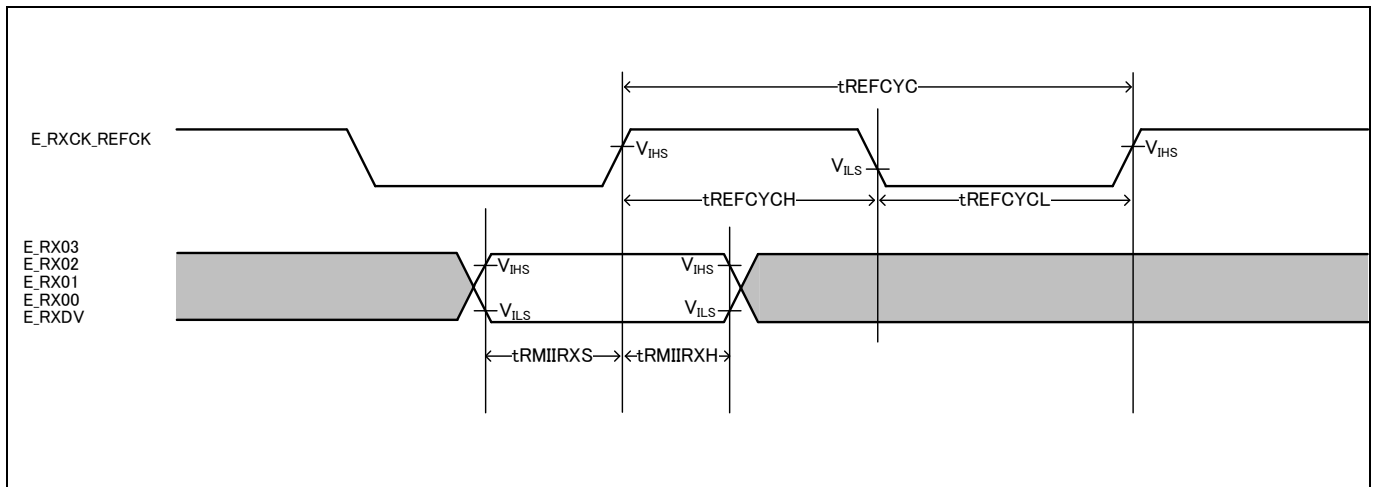 tREFCYC
E_RXCK_REFCK
VIHS
VILS
VIHS
tREFCYCH
tREFCYCL
E_RX03
E_RX02
E_RX01
E_RX00
E_RXDV
VIHS
VIHS
VILS
VILS
tRMIIRXS
tRMIIRXH